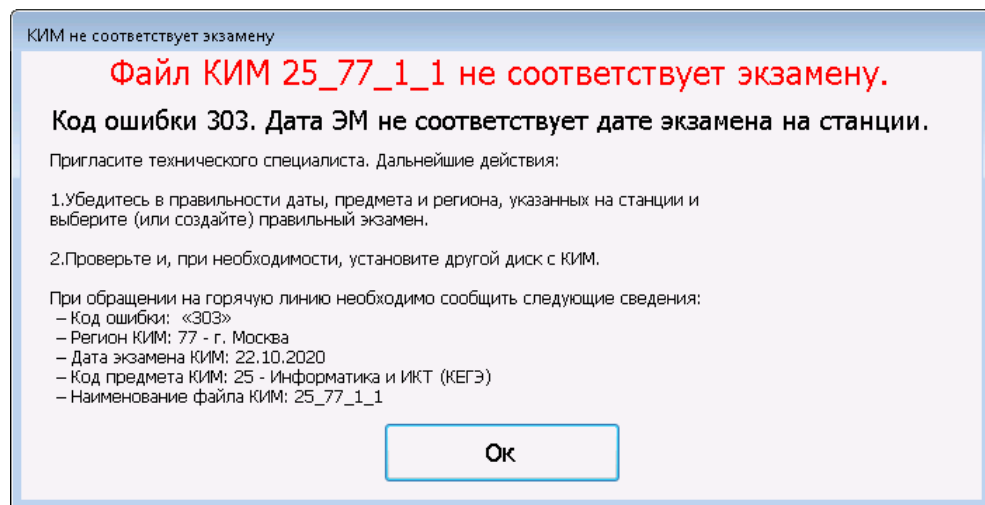 КИМ не соответствует экзамену
Файл КИМ 25_77_1_1 не соответствует экзамену.
Код ошибки 303. Дата ЭМ не соответствует дате экзамена на станции.
Пригласите технического специалиста. Дальнейшие действия:
1.Убедитесь в правильности даты, предмета и региона, указанных на станции и
выберите (или создайте) правильный экзамен.
2.Проверьте и, при необходимости, установите другой диск с КИМ.
При обращении на горячую линию необходимо сообщить следующие сведения:
– Код ошибки: «303»
– Регион КИМ: 77 - г. Москва
– Дата экзамена КИМ: 22.10.2020
– Код предмета КИМ: 25 - Информатика и ИКТ (КЕГЭ)
– Наименование файла КИМ: 25_77_1_1
Ок